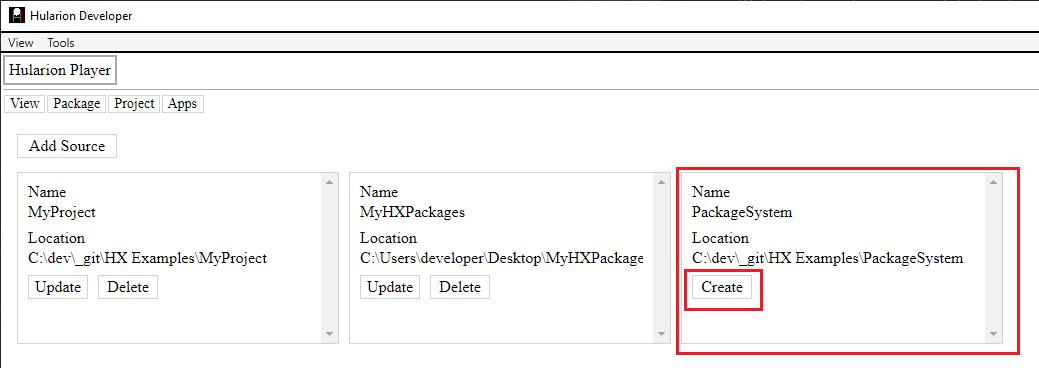 Hularion Developer
View Tools
Hularion Player
View Package Project Apps
Add Source
Name
MyProject
Location
C:\dev\_git\HX Examples\MyProject
Update Delete
Name
MyHXPackages
Location
C:\Users\developer\Desktop\MyHXPackage
Update Delete
Name
PackageSystem
Location
C:\dev\_git\HX Examples\PackageSystem
Create